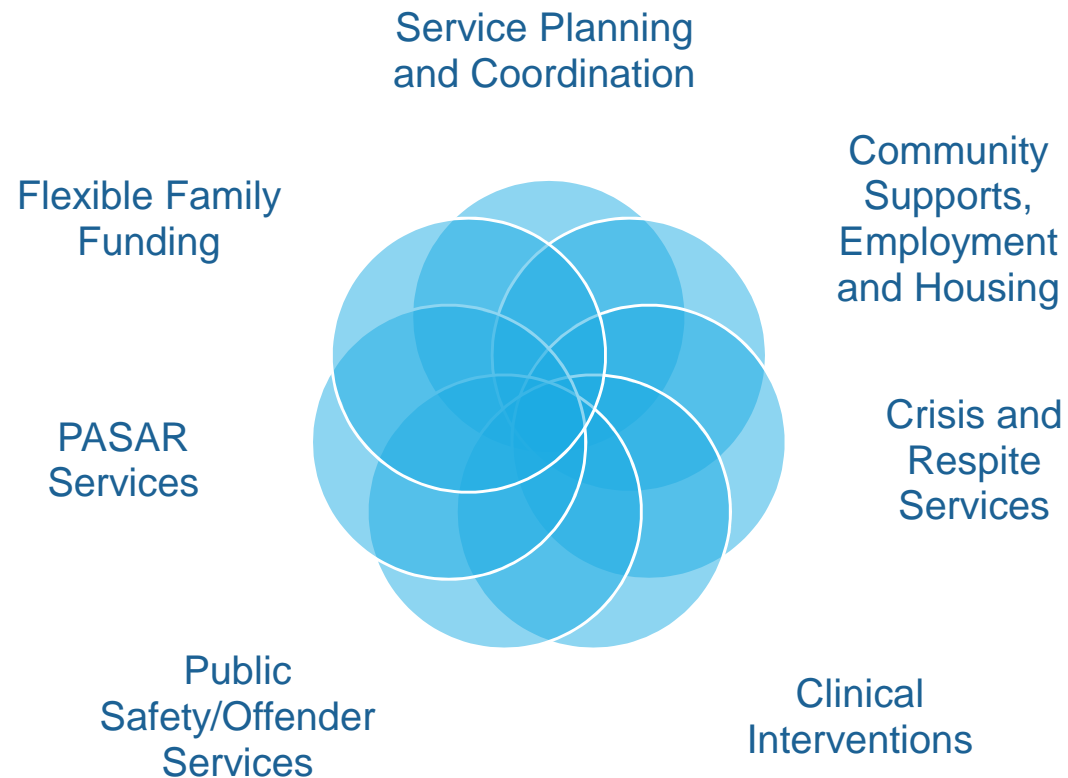 Service Planning
and Coordination
Community
Supports,
Employment
and Housing
Flexible Family
Funding
Crisis and
Respite
Services
PASAR
Services
Public
Safety/Offender
Services
Clinical
Interventions